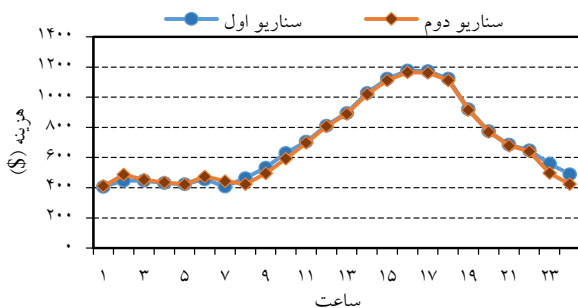 سناریو اول سناریو دوم
۱۴۰۰
۱۲۰۰
۱۰۰۰
۸۰۰
۶۰۰
۴۰۰
۲۰۰
۰
هزینه ($)
۱ ۳ ۵ ۷ ۹ ۱۱ ۱۳ ۱۵ ۱۷ ۱۹ ۲۱ ۲۳
ساعت